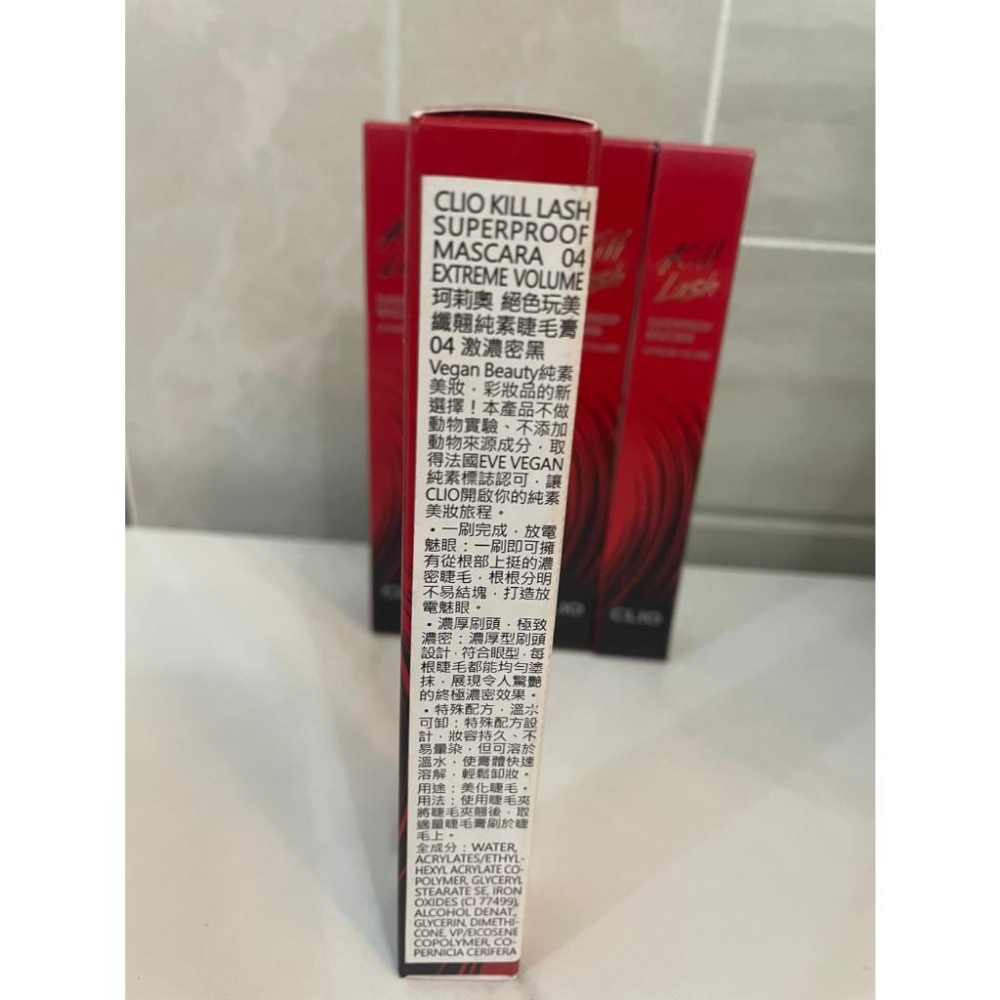 CLIO KILL LASH
SUPERPROOF
MASCARA 04
EXTREME VOLUME
珂莉奧 絕色玩美
纖翹純素睫毛膏
04 激濃密黑
Vegan Beauty純素
美妝，彩妝品的新
選擇！本產品不做
動物實驗、不添加
動物來源成分，取
得法國EVE VEGAN
純素標誌認可，讓
CLIO開啟你的純素
美妝旅程。
•一刷完成，放電
魅眼：一刷即可擁
有從根部上挺的濃
密睫毛，根根分明
不易結塊，打造放
電魅眼。
•濃厚刷頭，極致
濃密：濃厚型刷頭
設計，符合眼型，每
根睫毛都能均勻塗
抹，展現令人驚艷
的終極濃密效果。
•特殊配方，溫水
可卸：特殊配方設
計，妝容持久、不
易暈染，但可溶於
溫水，使膏體快速
溶解，輕鬆卸妝。
用途：美化睫毛。
用法：使用睫毛夾
將睫毛夾翹後，取
適量睫毛膏刷於睫
毛上。
全成分：WATER,
ACRYLATES/ETHYL-
HEXYL ACRYLATE CO-
POLYMER, GLYCERYL
STEARATE SE, IRON
OXIDES (CI 77499),
ALCOHOL DENAT.,
GLYCERIN, DIMETHI-
CONE, VP/EICOSENE
COPOLYMER, CO-
PERNICIA CERIFERA
Kill
Lash
CLIO